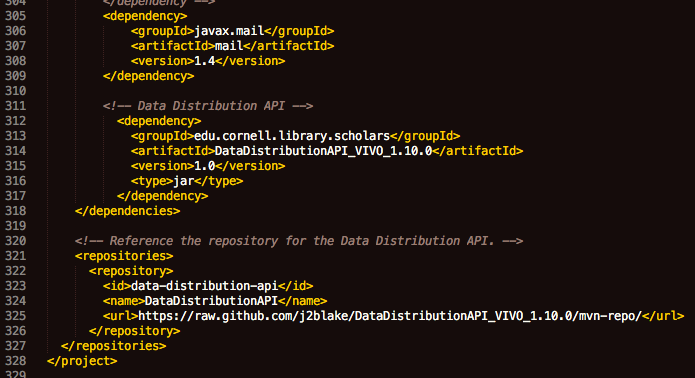 304 </dependency -->
305 <dependency>
306 <groupId>javax.mail</groupId>
307 <artifactId>mail</artifactId>
308 <version>1.4</version>
309 </dependency>
310
311 <!-- Data Distribution API -->
312 <dependency>
313 <groupId>edu.cornell.library.scholars</groupId>
314 <artifactId>DataDistributionAPI_VIVO_1.10.0</artifactId>
315 <version>1.0</version>
316 <type>jar</type>
317 </dependency>
318 </dependencies>
319
320 <!-- Reference the repository for the Data Distribution API. -->
321 <repositories>
322 <repository>
323 <id>data-distribution-api</id>
324 <name>DataDistributionAPI</name>
325 <url>https://raw.github.com/j2blake/DataDistributionAPI_VIVO_1.10.0/mvn-repo/</url>
326 </repository>
327 </repositories>
328 </project>
329